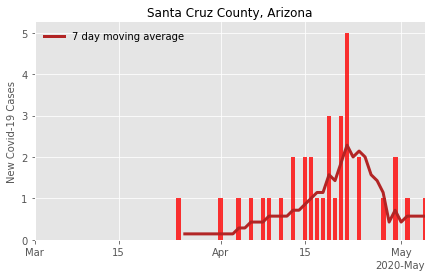 Santa Cruz County, Arizona
7 day moving average
New Covid-19 Cases
5
4
3
2
1
0
Mar 15 Apr 15 May
2020-May